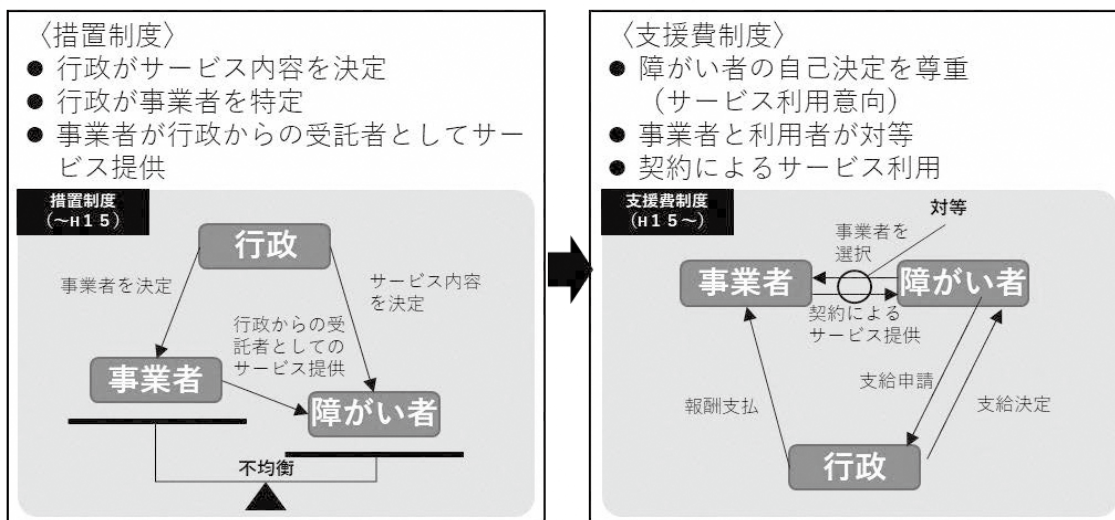 〈措置制度〉
● 行政がサービス内容を決定
● 行政が事業者を特定
● 事業者が行政からの受託者としてサー
ビス提供
措置制度
(～H15)
行政
事業者を決定
サービス内容
を決定
行政からの受
託者としての
サービス提供
事業者
障がい者
不均衡
〈支援費制度〉
● 障がい者の自己決定を尊重
(サービス利用意向)
● 事業者と利用者が対等
● 契約によるサービス利用
支援費制度
(H15～)
対等
事業者を
選択
事業者
障がい者
契約による
サービス提供
支給申請
報酬支払
支給決定
行政